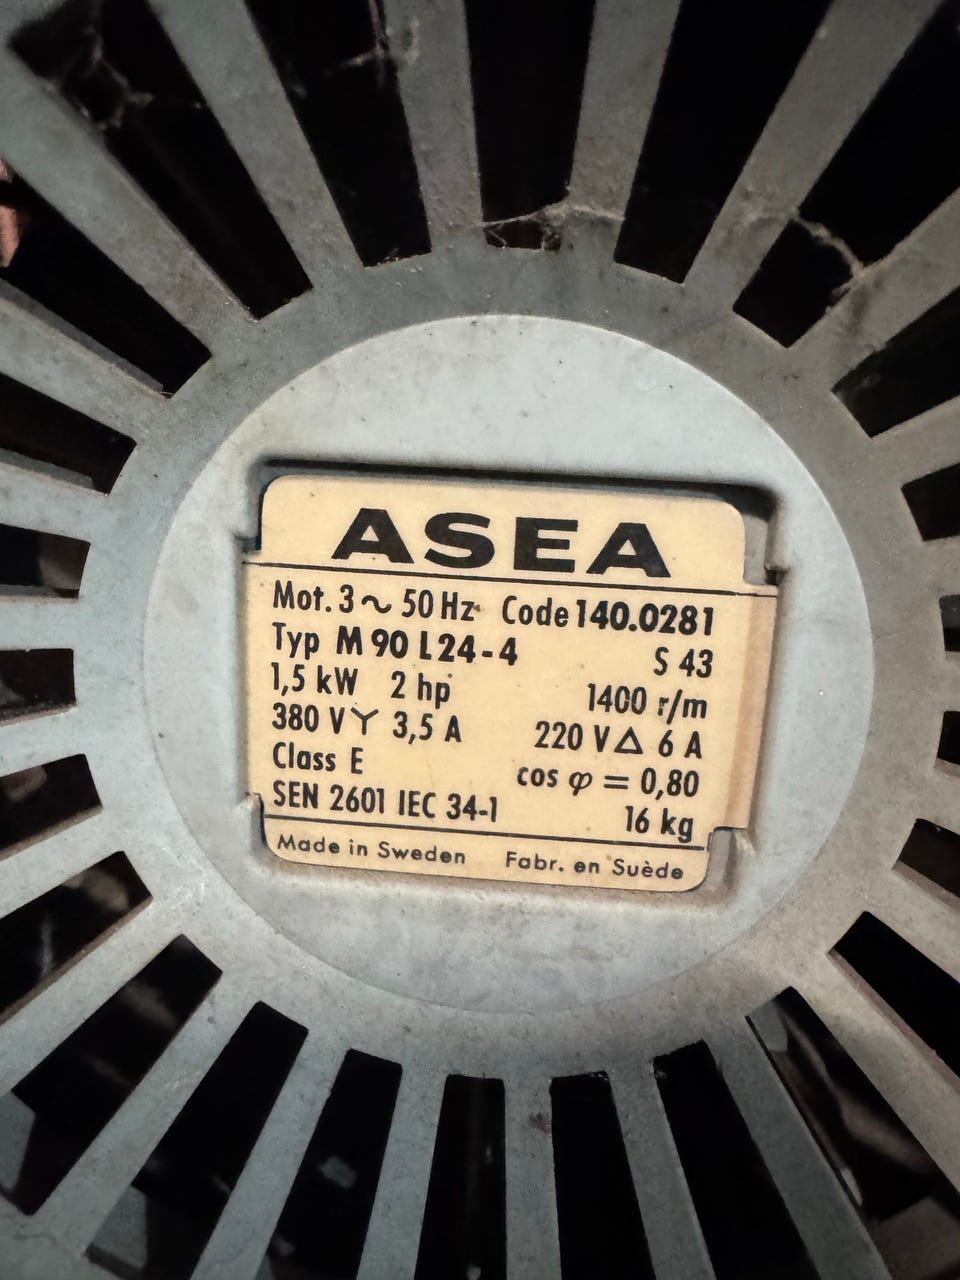 ASEA
Mot. 3 ~ 50 Hz Code 140.0281
Typ M 90 L 24-4 S 43
1,5 kW 2 hp 1400 r/m
380 V Y 3,5 A 220 V △ 6 A
Class E cos φ = 0,80
SEN 2601 IEC 34-1 16 kg
Made in Sweden Fabr. en Suède